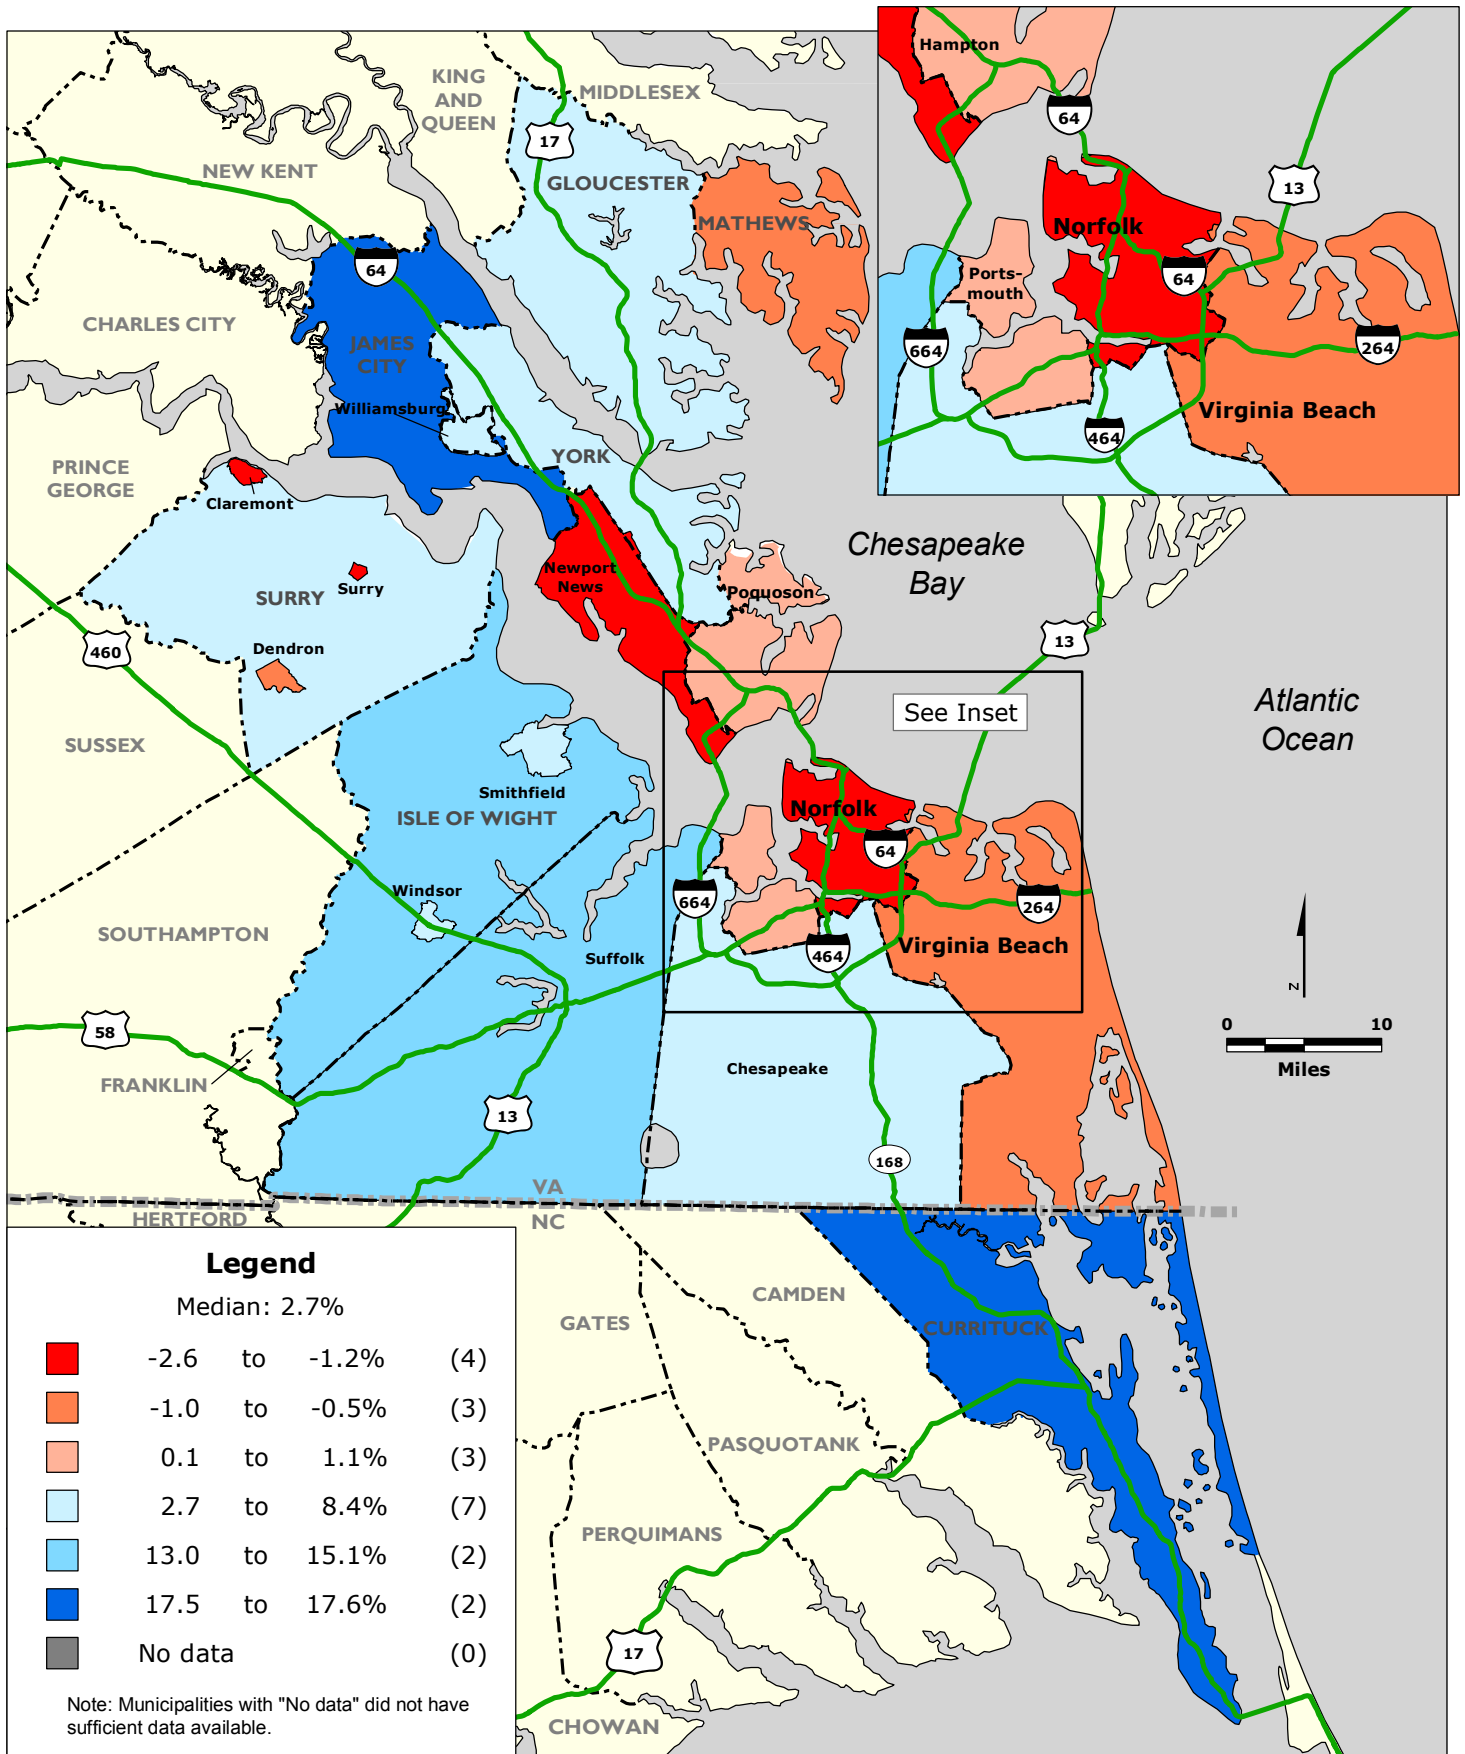 Hampton
64
13
Norfolk
Ports-
mouth
64
664
264
Virginia Beach
464
KING
AND
QUEEN
MIDDLESEX
17
NEW KENT
GLOUCESTER
MATHEWS
64
CHARLES CITY
JAMES
CITY
Williamsburg
YORK
PRINCE
GEORGE
Claremont
Chesapeake
Bay
Newport
News
Surry
Poquoson
SURRY
460
Dendron
13
See Inset
Atlantic
Ocean
SUSSEX
Smithfield
ISLE OF WIGHT
Norfolk
64
Windsor
664
264
SOUTHAMPTON
Suffolk
464
Virginia Beach
N
58
0 10
Miles
Chesapeake
FRANKLIN
13
168
VA
NC
HERTFORD
CAMDEN
GATES
CURRITUCK
PASQUOTANK
PERQUIMANS
17
CHOWAN
Legend
Median: 2.7%
-2.6 to -1.2% (4)
-1.0 to -0.5% (3)
0.1 to 1.1% (3)
2.7 to 8.4% (7)
13.0 to 15.1% (2)
17.5 to 17.6% (2)
No data (0)
Note: Municipalities with "No data" did not have
sufficient data available.